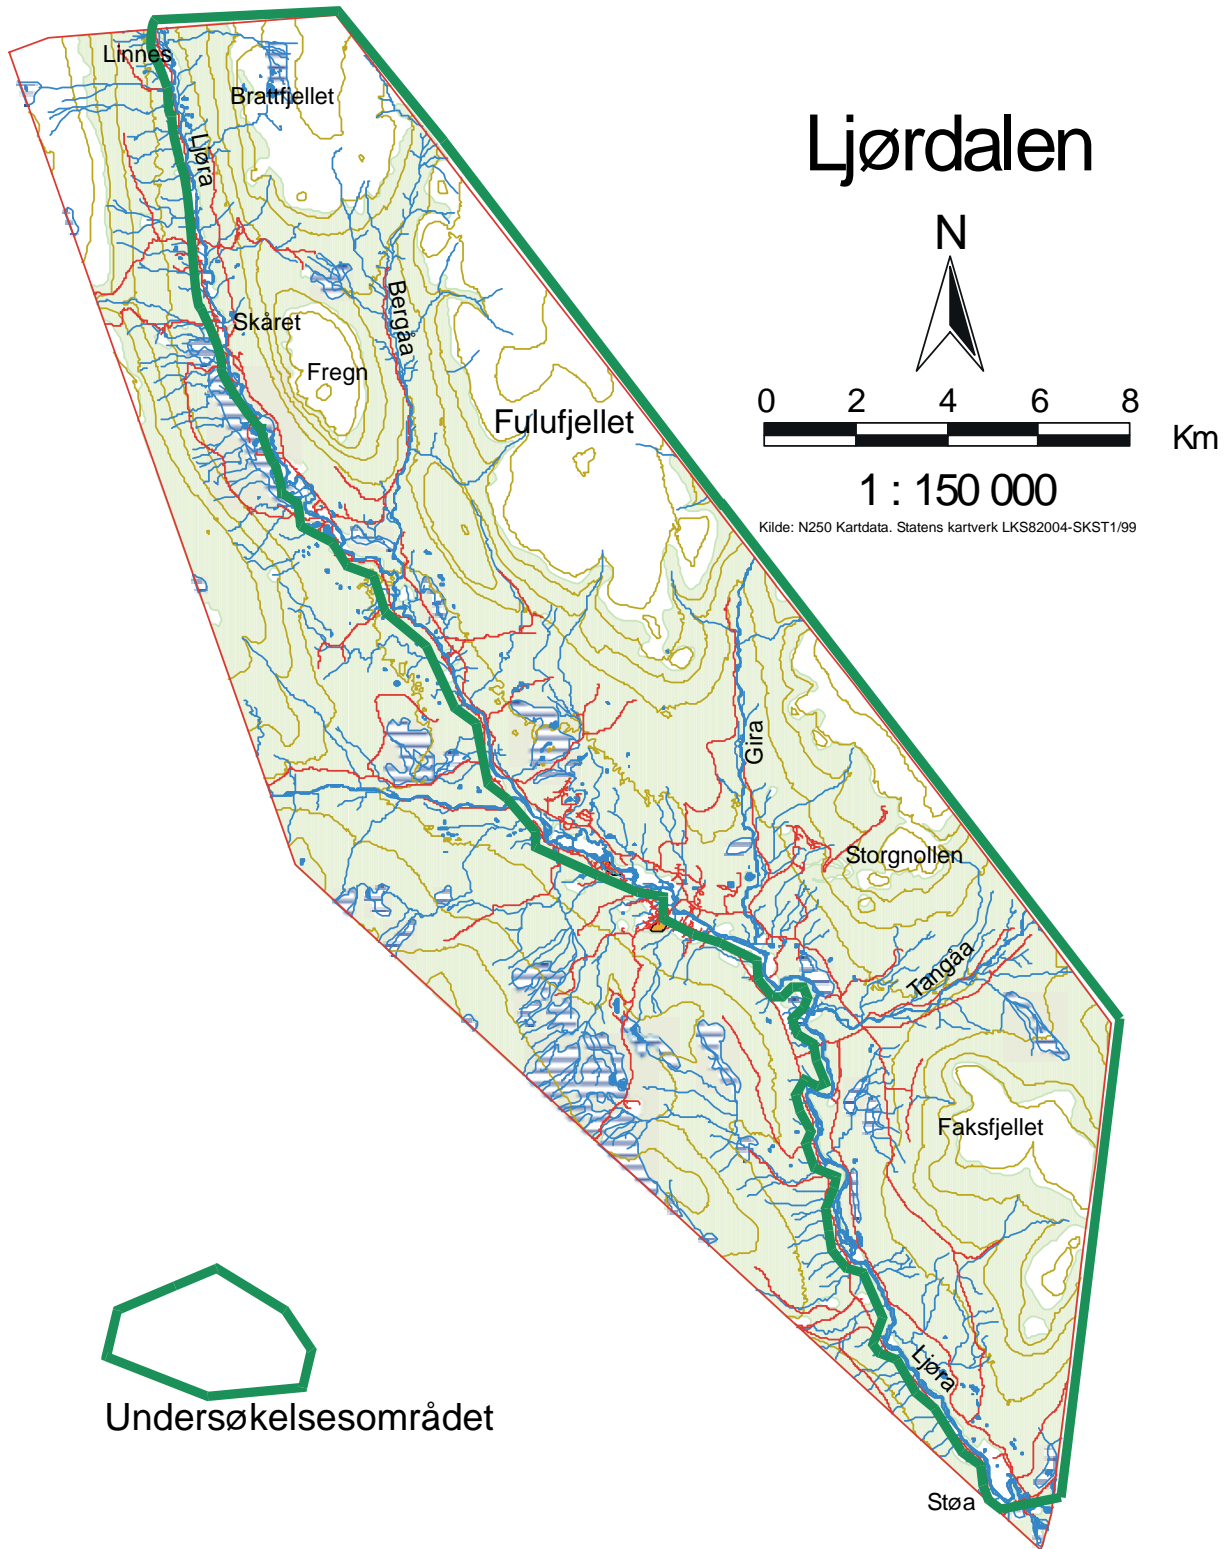 Linnes
Brattfjellet
Ljøra
Ljørdalen
N
Bergåa
Skåret
Fregn
Fulufjellet
0 2 4 6 8
Km
1 : 150 000
Kilde: N250 Kartdata. Statens kartverk LKS82004-SKST1/99
Gira
Storgnollen
Tangåa
Faksfjellet
Ljøra
Undersøkelsesområdet
Støa